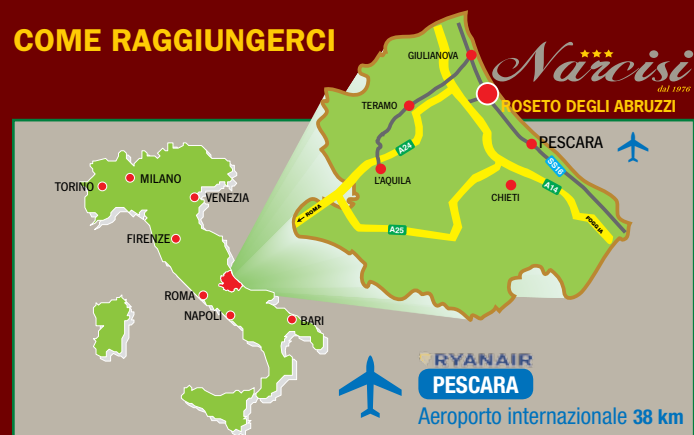 COME RAGGIUNGERCI
Narcisi
dal 1976
ROSETO DEGLI ABRUZZI
GIULIANOVA
TERAMO
PESCARA
A24
L'AQUILA
SS16
CHIETI
A14
← ROMA
A25
FOGGIA
TORINO
MILANO
VENEZIA
FIRENZE
ROMA
NAPOLI
BARI
RYANAIR
PESCARA
Aeroporto internazionale 38 km